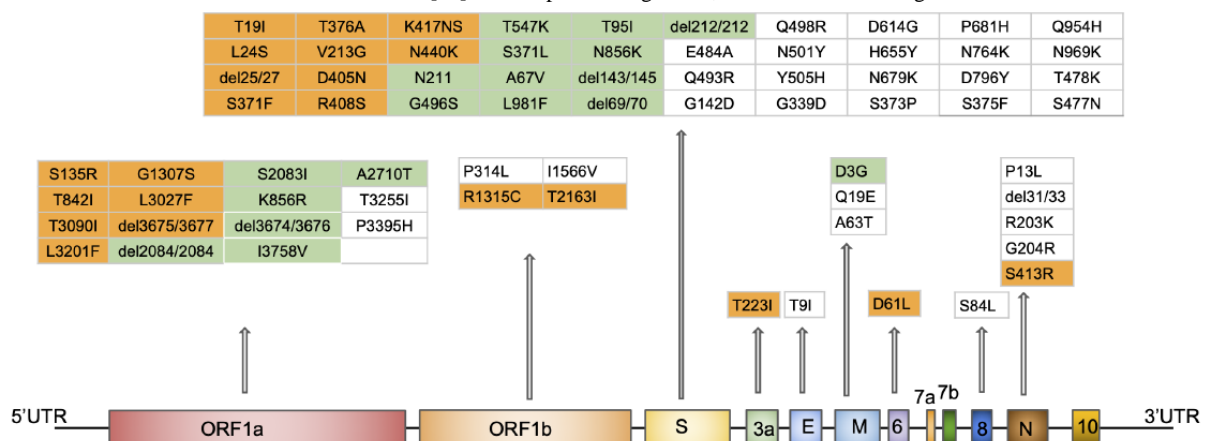 T19I T376A K417NS T547K T95I del212/212 Q498R D614G P681H Q954H
L24S V213G N440K S371L N856K E484A N501Y H655Y N764K N969K
del25/27 D405N N211 A67V del143/145 Q493R Y505H N679K D796Y T478K
S371F R408S G496S L981F del69/70 G142D G339D S373P S375F S477N
S135R G1307S S2083I A2710T
T842I L3027F K856R T3255I
T3090I del3675/3677 del3674/3676 P3395H
L3201F del2084/2084 I3758V
P314L I1566V
R1315C T2163I
D3G
Q19E
A63T
P13L
del31/33
R203K
G204R
S413R
T223I T9I D61L S84L
7a 7b
5'UTR ORF1a ORF1b S 3a E M 6 8 N 10 3'UTR